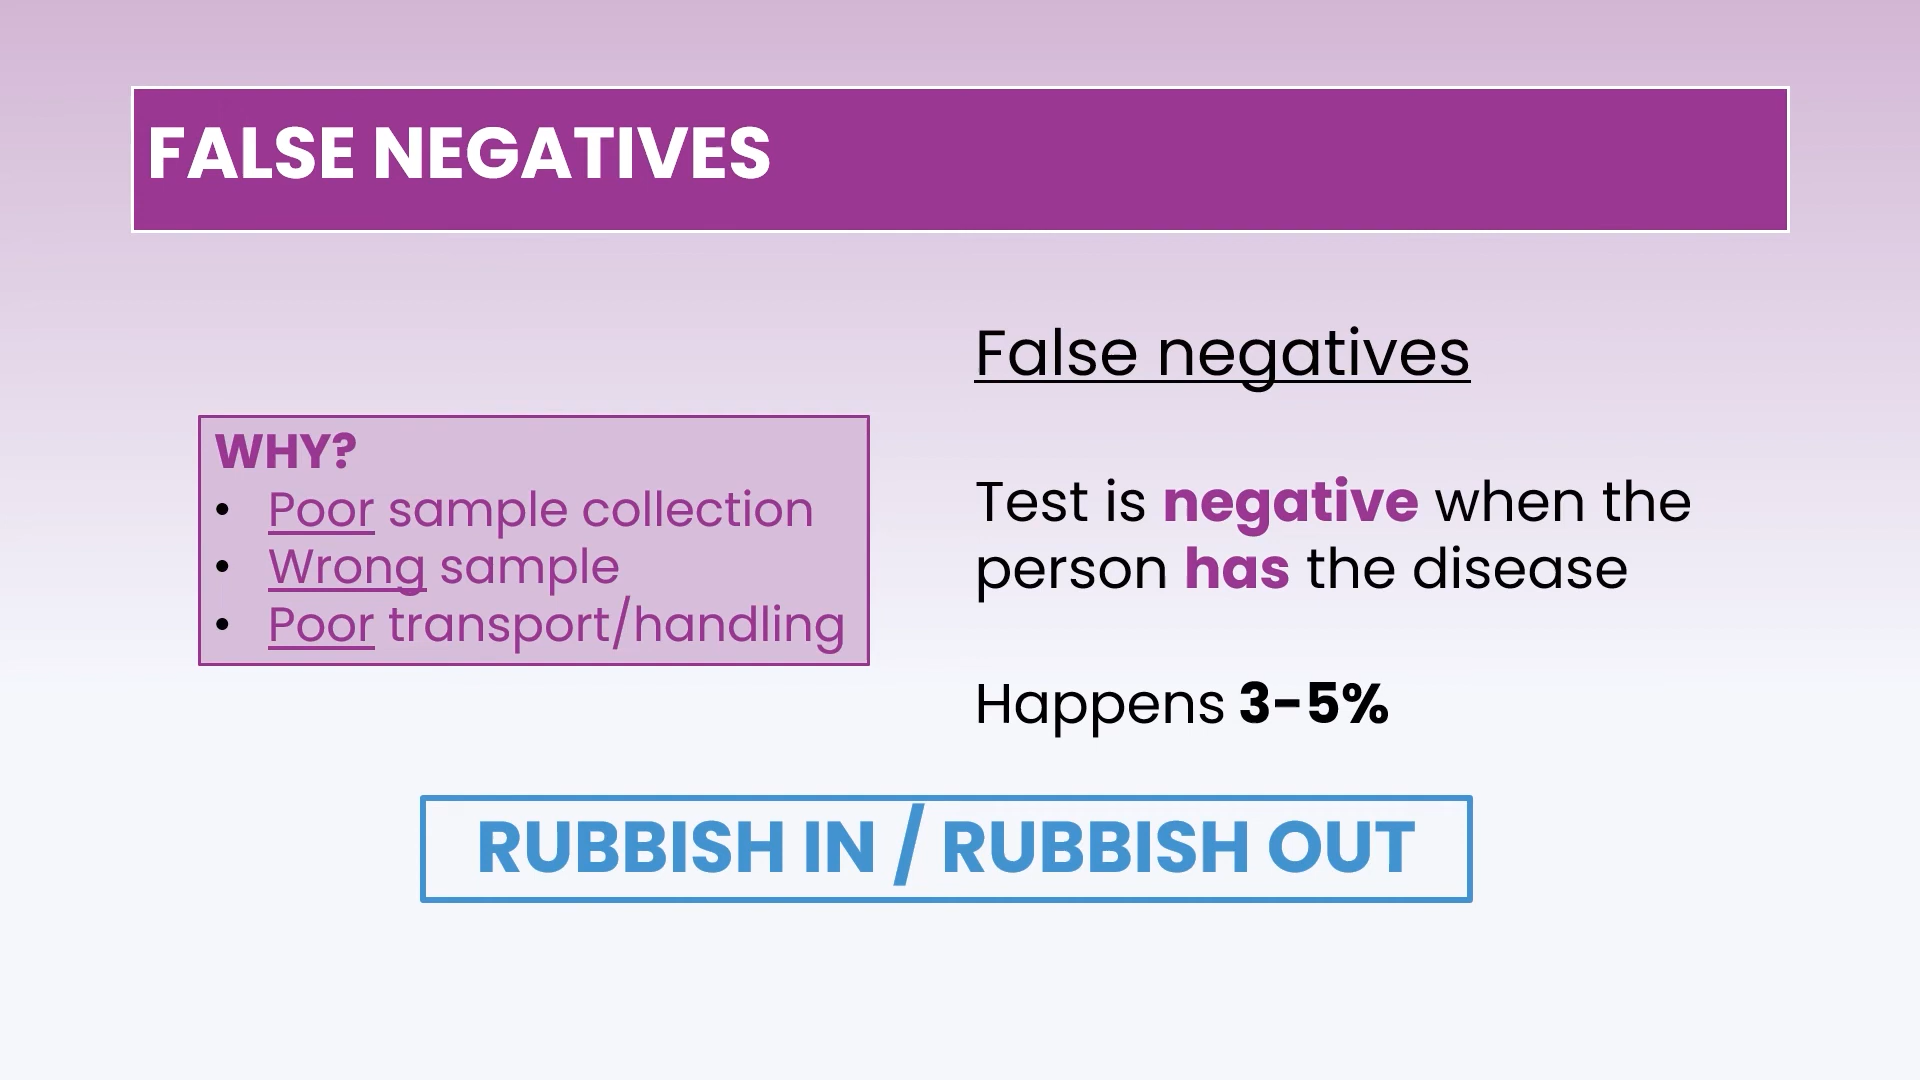 FALSE NEGATIVES
WHY?
• Poor sample collection
• Wrong sample
• Poor transport/handling
False negatives
Test is negative when the
person has the disease
Happens 3-5%
RUBBISH IN / RUBBISH OUT